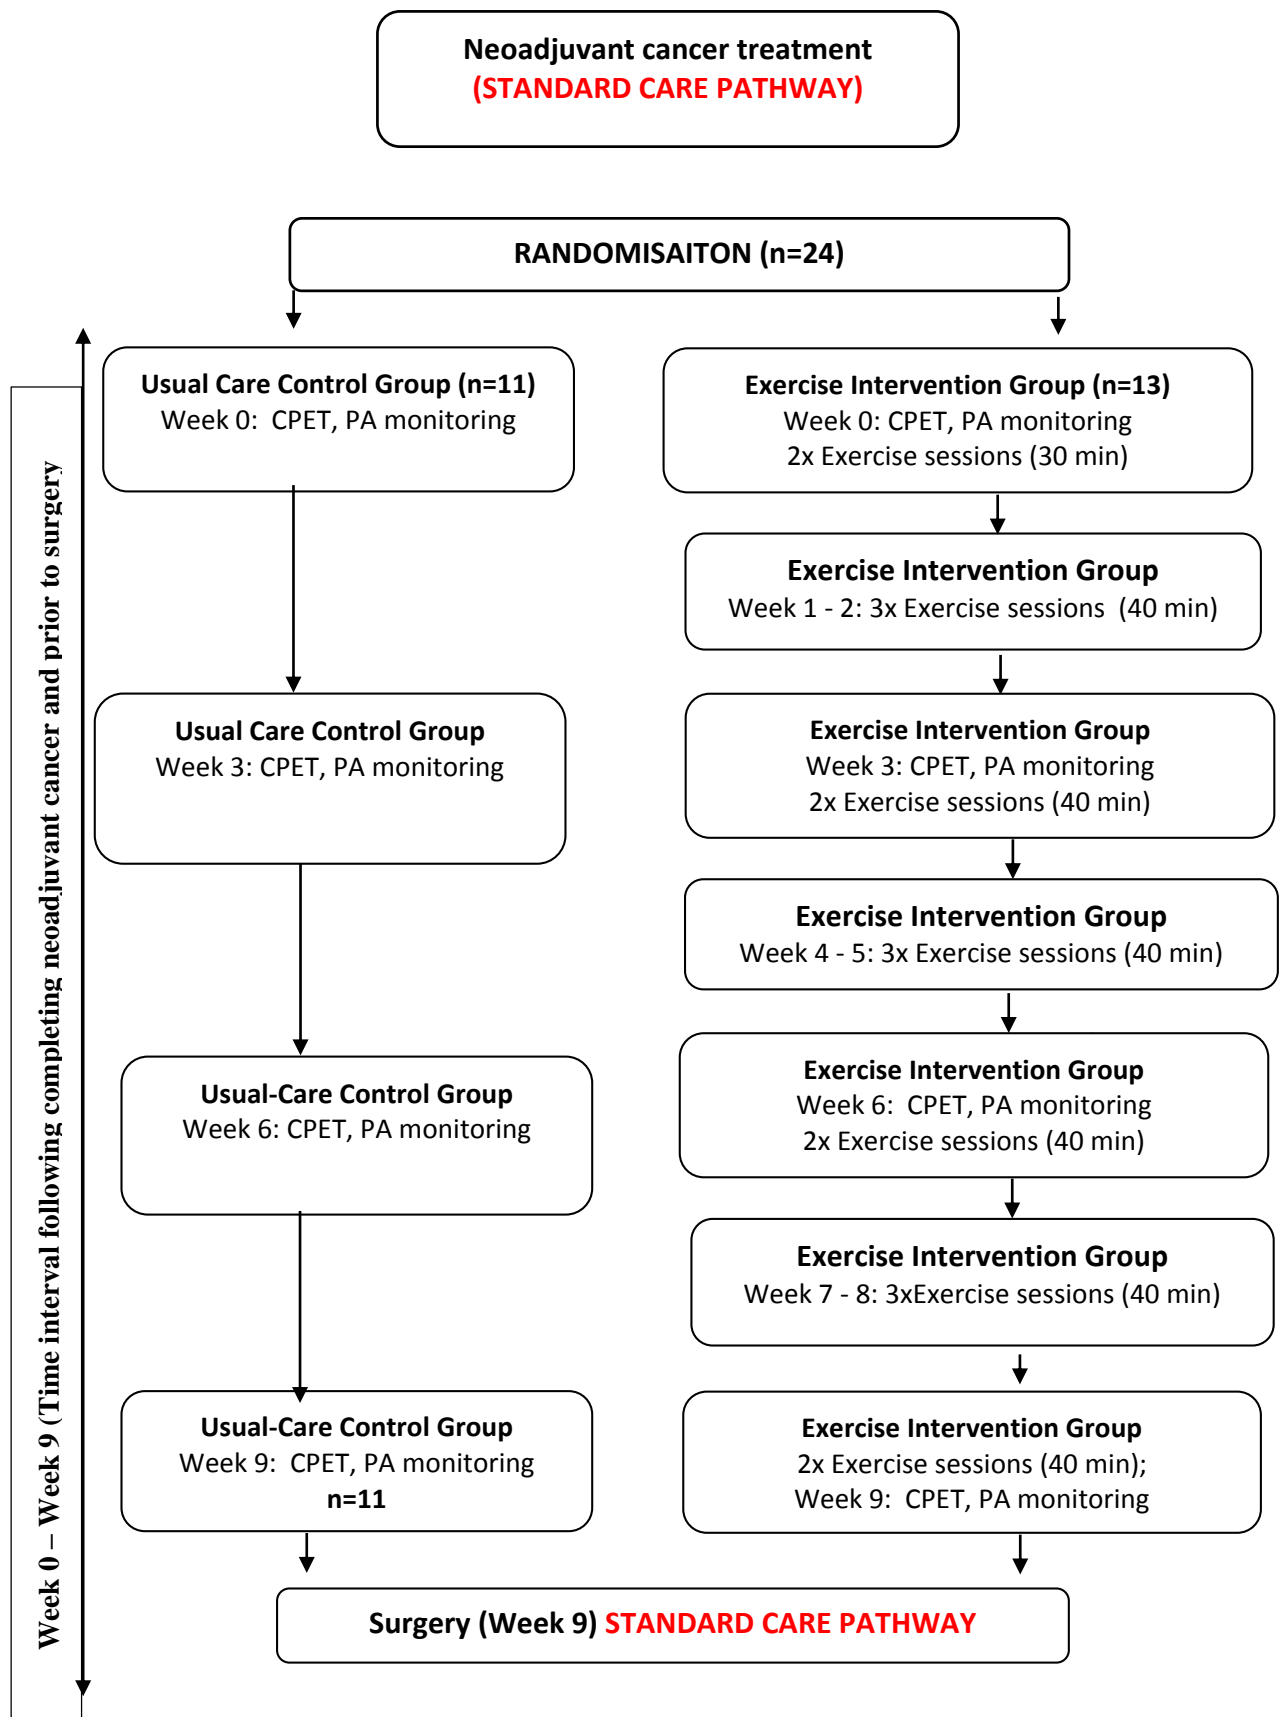 Neoadjuvant cancer treatment
(STANDARD CARE PATHWAY)
RANDOMISAITON (n=24)
Week 0 – Week 9 (Time interval following completing neoadjuvant cancer and prior to surgery
Usual Care Control Group (n=11)
Week 0: CPET, PA monitoring
Exercise Intervention Group (n=13)
Week 0: CPET, PA monitoring
2x Exercise sessions (30 min)
Exercise Intervention Group
Week 1 - 2: 3x Exercise sessions (40 min)
Usual Care Control Group
Week 3: CPET, PA monitoring
Exercise Intervention Group
Week 3: CPET, PA monitoring
2x Exercise sessions (40 min)
Exercise Intervention Group
Week 4 - 5: 3x Exercise sessions (40 min)
Usual-Care Control Group
Week 6: CPET, PA monitoring
Exercise Intervention Group
Week 6: CPET, PA monitoring
2x Exercise sessions (40 min)
Exercise Intervention Group
Week 7 - 8: 3xExercise sessions (40 min)
Usual-Care Control Group
Week 9: CPET, PA monitoring
n=11
Exercise Intervention Group
2x Exercise sessions (40 min);
Week 9: CPET, PA monitoring
Surgery (Week 9) STANDARD CARE PATHWAY